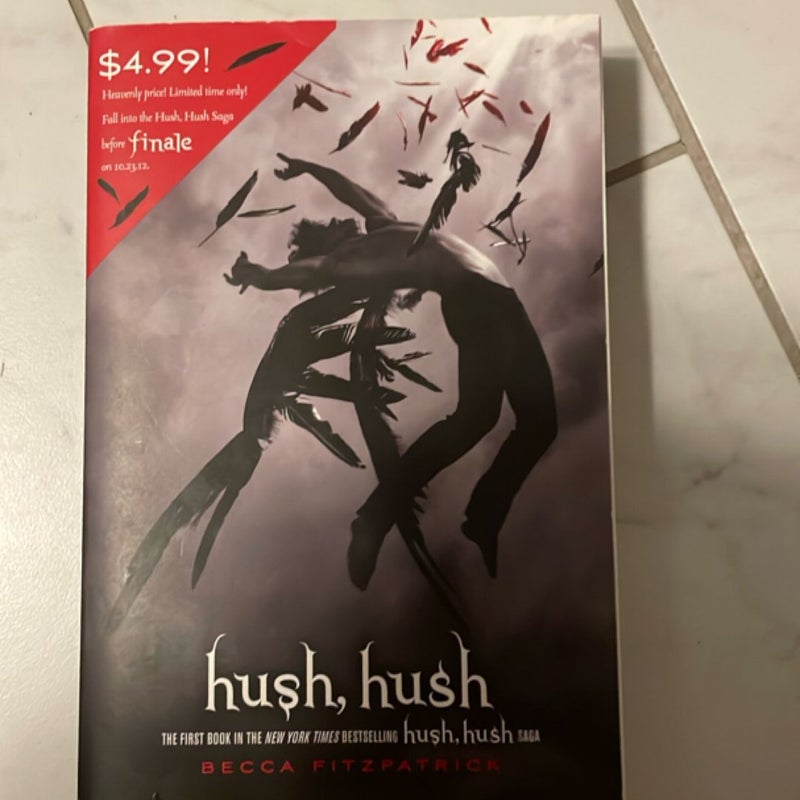 $4.99!
Heavenly price! Limited time only!
Fall into the Hush, Hush Saga
before finale
on 10.23.12.
hush, hush
THE FIRST BOOK IN THE NEW YORK TIMES BESTSELLING hush, hush SAGA
BECCA FITZPATRICK